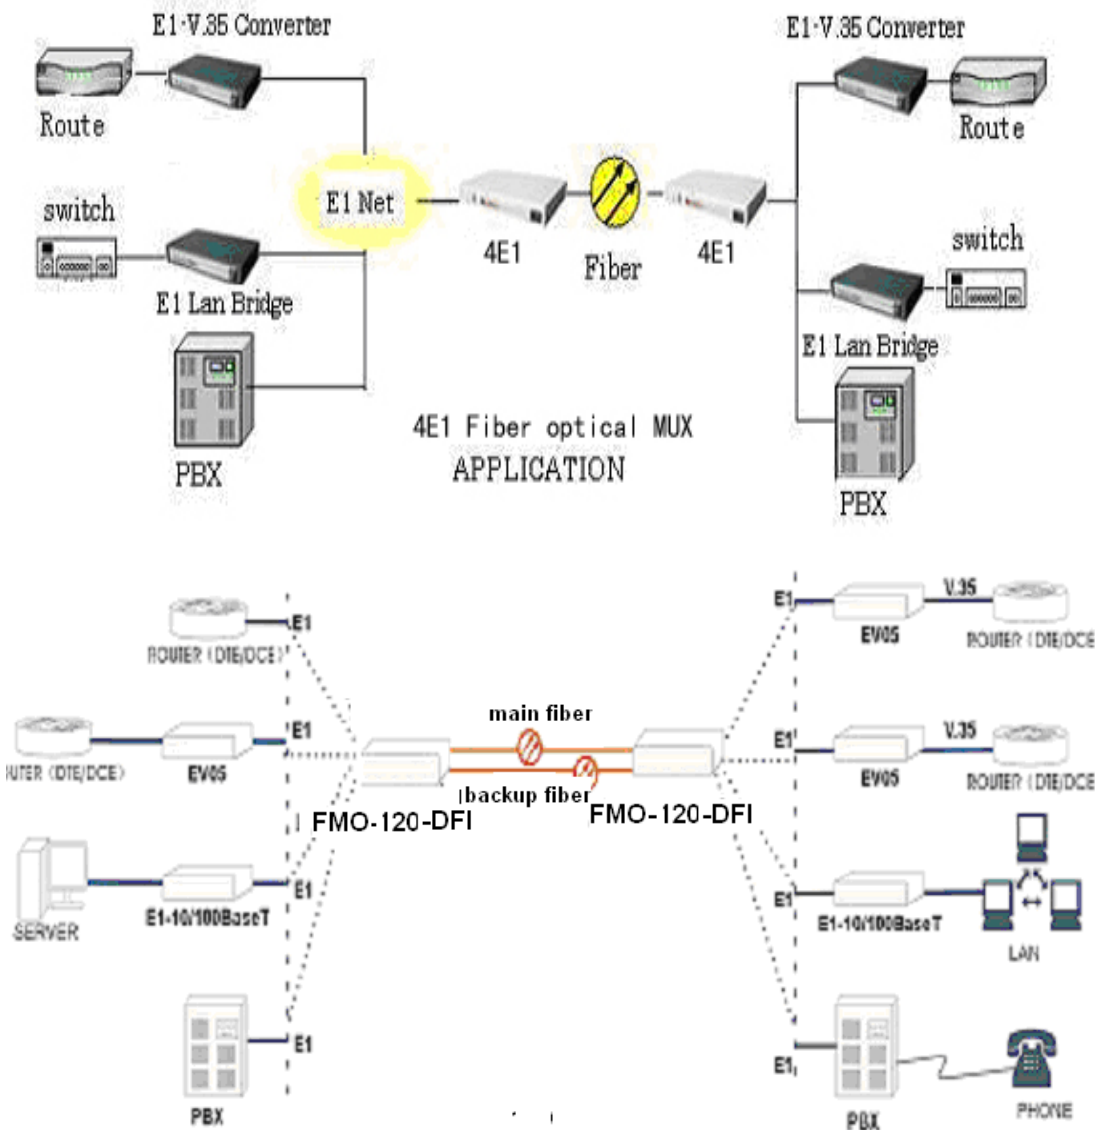 E1-V.35 Converter
E1-V.35 Converter
Route
Route
E1 Net
switch
4E1
Fiber
4E1
switch
E1 Lan Bridge
E1 Lan Bridge
4E1 Fiber optical MUX
APPLICATION
PBX
PBX
E1
ROUTER (DTE/DCE)
E1
V.35
EV05
ROUTER (DTE/DCE
main fiber
E1
EV05
UTER (DTE/DCE)
E1
V.35
EV05
ROUTER (DTE/DCE
backup fiber
FMO-120-DFI
FMO-120-DFI
E1
E1-10/100BaseT
SERVER
E1
E1-10/100BaseT
LAN
E1
PBX
E1
PBX
PHONE